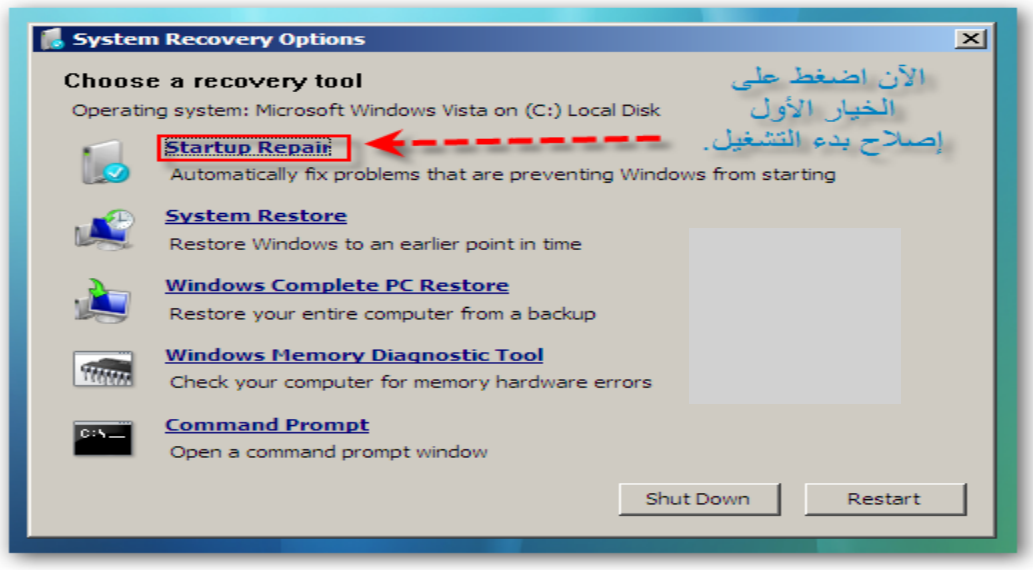 System Recovery Options
Choose a recovery tool
Operating system: Microsoft Windows Vista on (C:) Local Disk
الآن اضغط على
الخيار الأول
إصلاح بدء التشغيل.
Startup Repair
Automatically fix problems that are preventing Windows from starting
System Restore
Restore Windows to an earlier point in time
Windows Complete PC Restore
Restore your entire computer from a backup
Windows Memory Diagnostic Tool
Check your computer for memory hardware errors
C:\_
Command Prompt
Open a command prompt window
Shut Down
Restart